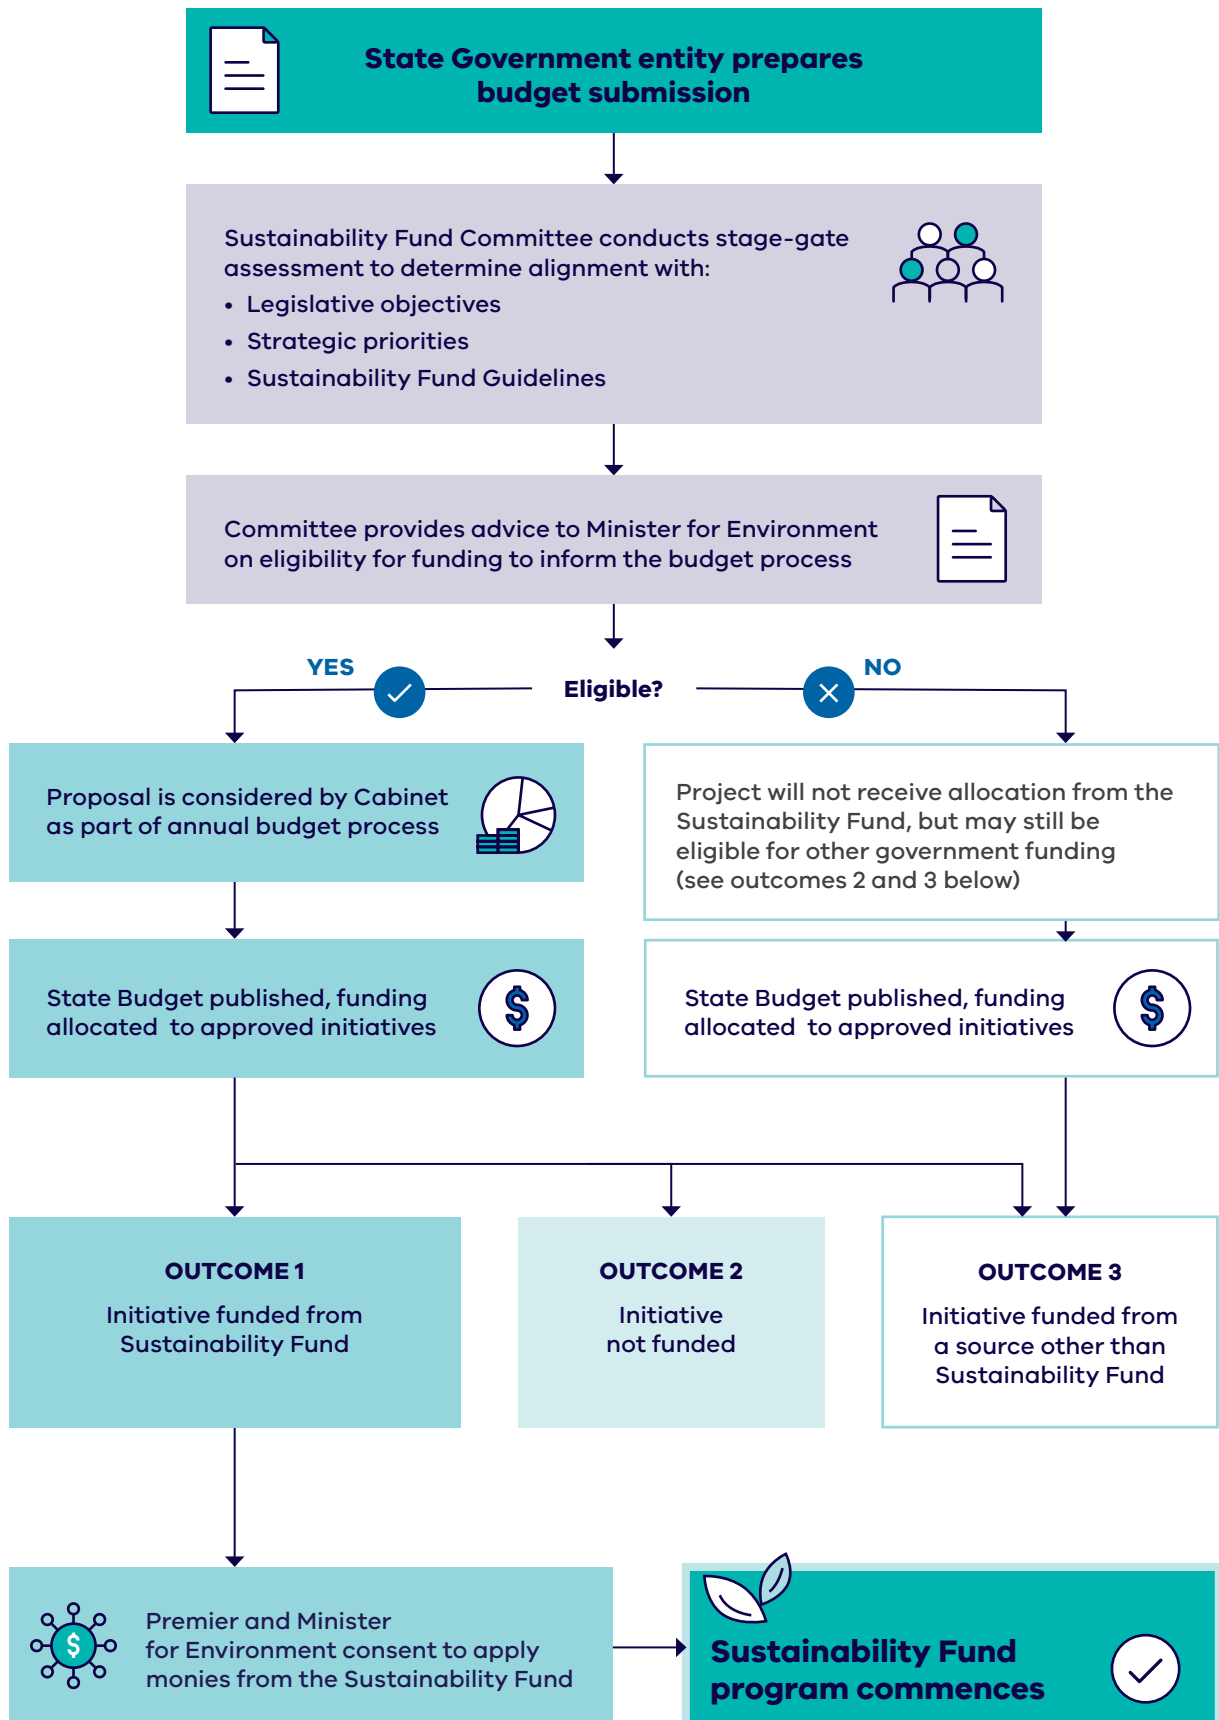 State Government entity prepares
budget submission
Sustainability Fund Committee conducts stage-gate
assessment to determine alignment with:
• Legislative objectives
• Strategic priorities
• Sustainability Fund Guidelines
Committee provides advice to Minister for Environment
on eligibility for funding to inform the budget process
YES
Eligible?
NO
Proposal is considered by Cabinet
as part of annual budget process
Project will not receive allocation from the
Sustainability Fund, but may still be
eligible for other government funding
(see outcomes 2 and 3 below)
State Budget published, funding
allocated to approved initiatives
$
State Budget published, funding
allocated to approved initiatives
$
OUTCOME 1
Initiative funded from
Sustainability Fund
OUTCOME 2
Initiative
not funded
OUTCOME 3
Initiative funded from
a source other than
Sustainability Fund
$
Premier and Minister
for Environment consent to apply
monies from the Sustainability Fund
Sustainability Fund
program commences